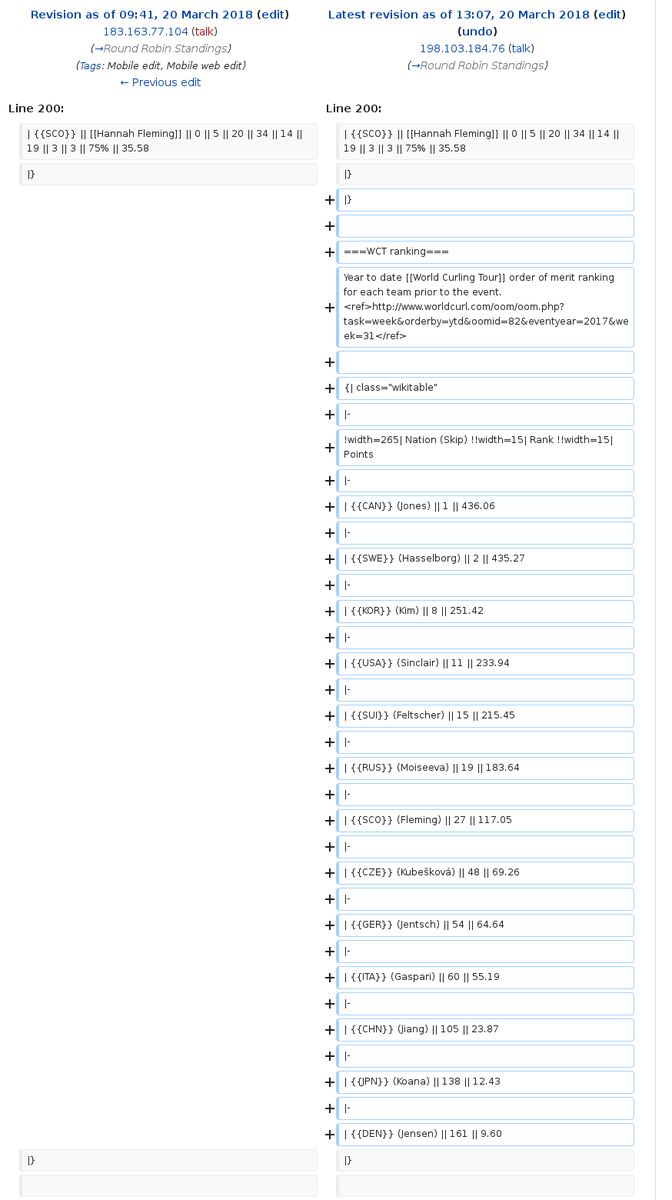 Revision as of 09:41, 20 March 2018 (edit)
183.163.77.104 (talk)
(→Round Robin Standings)
(Tags: Mobile edit, Mobile web edit)
← Previous edit
Latest revision as of 13:07, 20 March 2018 (edit)
(undo)
198.103.184.76 (talk)
(→Round Robin Standings)
Line 200:
Line 200:
| {{SCO}} || [[Hannah Fleming]] || 0 || 5 || 20 || 34 || 14 ||
19 || 3 || 3 || 75% || 35.58
| {{SCO}} || [[Hannah Fleming]] || 0 || 5 || 20 || 34 || 14 ||
19 || 3 || 3 || 75% || 35.58
|}
|}
+ |}
+
+ ===WCT ranking===
+ Year to date [[World Curling Tour]] order of merit ranking
for each team prior to the event.
<ref>http://www.worldcurl.com/oom/oom.php?
task=week&orderby=ytd&oomid=82&eventyear=2017&we
ek=31</ref>
+
+ {| class="wikitable"
+ |-
+ !width=265| Nation (Skip) !!width=15| Rank !!width=15|
Points
+ |-
+ | {{CAN}} (Jones) || 1 || 436.06
+ |-
+ | {{SWE}} (Hasselborg) || 2 || 435.27
+ |-
+ | {{KOR}} (Kim) || 8 || 251.42
+ |-
+ | {{USA}} (Sinclair) || 11 || 233.94
+ |-
+ | {{SUI}} (Feltscher) || 15 || 215.45
+ |-
+ | {{RUS}} (Moiseeva) || 19 || 183.64
+ |-
+ | {{SCO}} (Fleming) || 27 || 117.05
+ |-
+ | {{CZE}} (Kubešková) || 48 || 69.26
+ |-
+ | {{GER}} (Jentsch) || 54 || 64.64
+ |-
+ | {{ITA}} (Gaspari) || 60 || 55.19
+ |-
+ | {{CHN}} (Jiang) || 105 || 23.87
+ |-
+ | {{JPN}} (Koana) || 138 || 12.43
+ |-
+ | {{DEN}} (Jensen) || 161 || 9.60
|}
|}